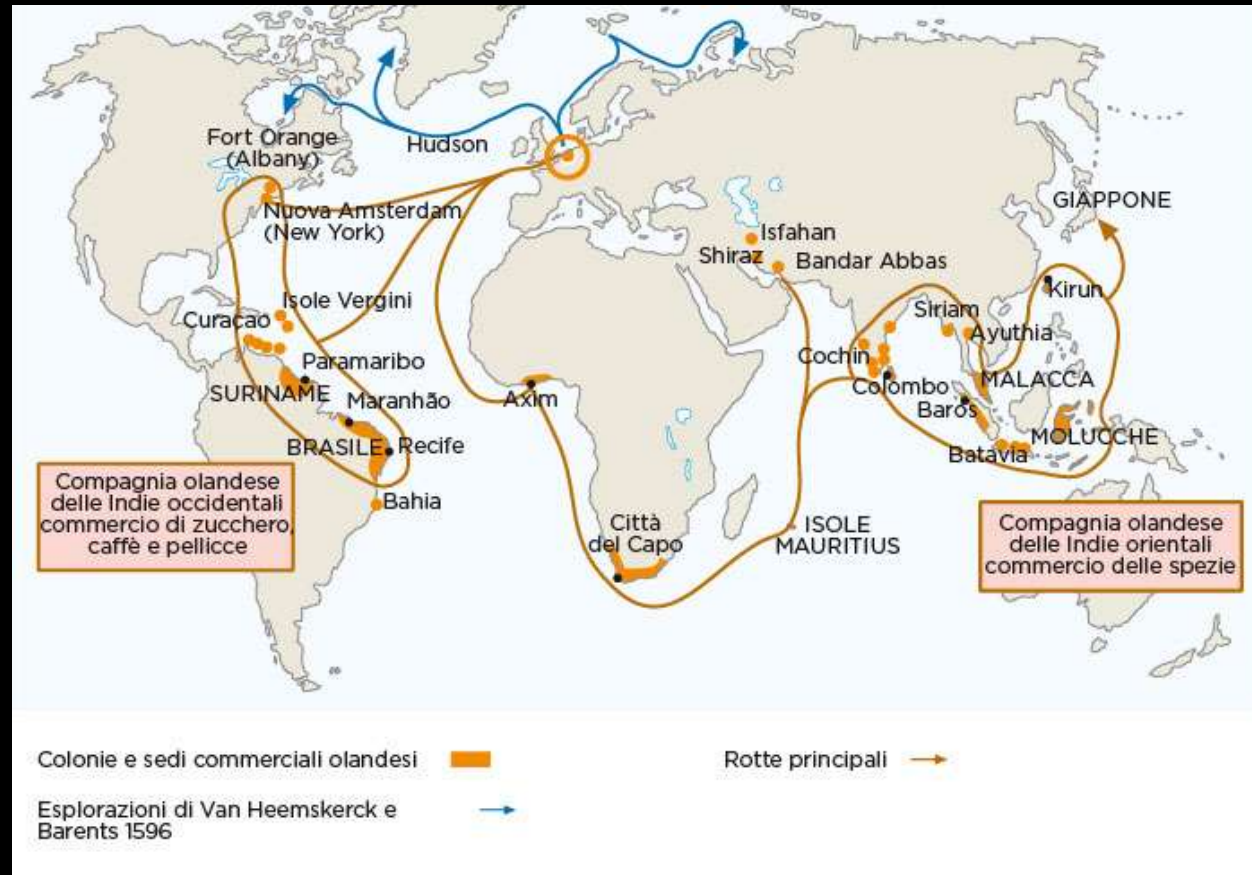 Fort Orange
(Albany)
Hudson
Nuova Amsterdam
(New York)
GIAPPONE
Isfahan
Shiraz
Bandar Abbas
Isole Vergini
Kirun
Siriam
Curacao
Ayuthia
Paramaribo
Cochin
SURINAME
Axim
Colombo
MALACCA
Maranhão
Baros
BRASILE
Recife
MOLUCCHE
Batavia
Compagnia olandese
delle Indie occidentali
commercio di zucchero,
caffè e pellicce
Bahia
Città
del Capo
ISOLE
MAURITIUS
Compagnia olandese
delle Indie orientali
commercio delle spezie
Colonie e sedi commerciali olandesi
Rotte principali
Esplorazioni di Van Heemskerck e
Barents 1596